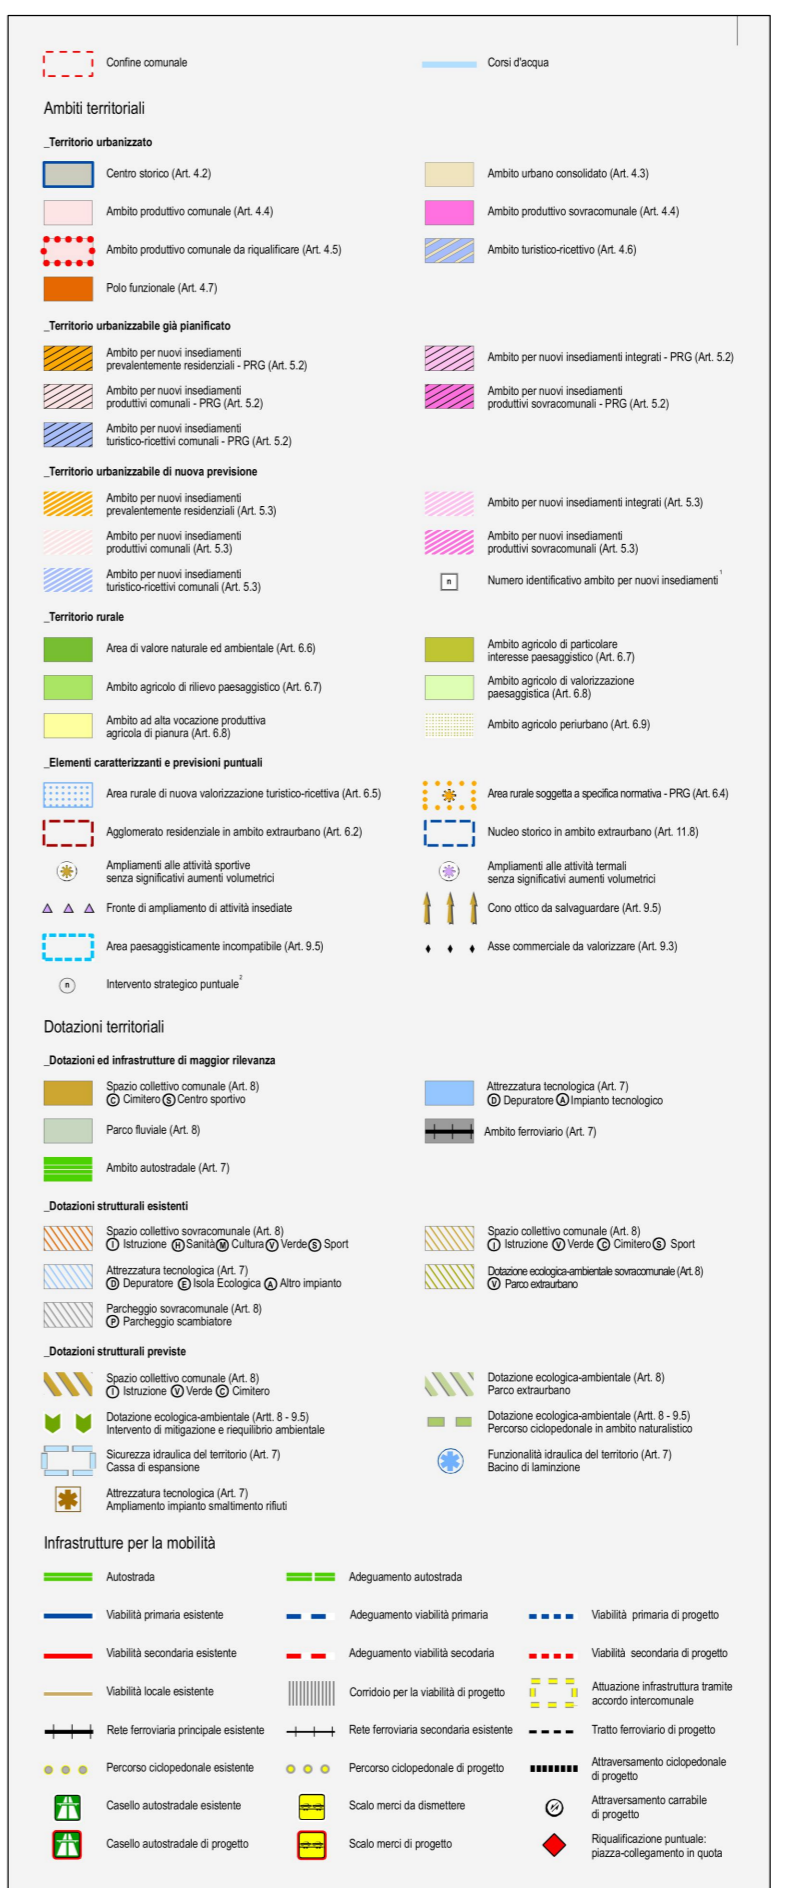 Confine comunale
Corsi d'acqua
Ambiti territoriali
_Territorio urbanizzato
Centro storico (Art. 4.2)
Ambito urbano consolidato (Art. 4.3)
Ambito produttivo comunale (Art. 4.4)
Ambito produttivo sovracomunale (Art. 4.4)
Ambito produttivo comunale da riqualificare (Art. 4.5)
Ambito turistico-ricettivo (Art. 4.6)
Polo funzionale (Art. 4.7)
_Territorio urbanizzabile già pianificato
Ambito per nuovi insediamenti
prevalentemente residenziali - PRG (Art. 5.2)
Ambito per nuovi insediamenti integrati - PRG (Art. 5.2)
Ambito per nuovi insediamenti
produttivi comunali - PRG (Art. 5.2)
Ambito per nuovi insediamenti
produttivi sovracomunali - PRG (Art. 5.2)
Ambito per nuovi insediamenti
turistico-ricettivi comunali - PRG (Art. 5.2)
_Territorio urbanizzabile di nuova previsione
Ambito per nuovi insediamenti
prevalentemente residenziali (Art. 5.3)
Ambito per nuovi insediamenti integrati (Art. 5.3)
Ambito per nuovi insediamenti
produttivi comunali (Art. 5.3)
Ambito per nuovi insediamenti
produttivi sovracomunali (Art. 5.3)
Ambito per nuovi insediamenti
turistico-ricettivi comunali (Art. 5.3)
n Numero identificativo ambito per nuovi insediamenti 1
_Territorio rurale
Area di valore naturale ed ambientale (Art. 6.6)
Ambito agricolo di particolare
interesse paesaggistico (Art. 6.7)
Ambito agricolo di rilievo paesaggistico (Art. 6.7)
Ambito agricolo di valorizzazione
paesaggistica (Art. 6.8)
Ambito ad alta vocazione produttiva
agricola di pianura (Art. 6.8)
Ambito agricolo periurbano (Art. 6.9)
_Elementi caratterizzanti e previsioni puntuali
Area rurale di nuova valorizzazione turistico-ricettiva (Art. 6.5)
Area rurale soggetta a specifica normativa - PRG (Art. 6.4)
Agglomerato residenziale in ambito extraurbano (Art. 6.2)
Nucleo storico in ambito extraurbano (Art. 11.8)
Ampliamenti alle attività sportive
senza significativi aumenti volumetrici
Ampliamenti alle attività termali
senza significativi aumenti volumetrici
Fronte di ampliamento di attività insediate
Cono ottico da salvaguardare (Art. 9.5)
Area paesaggisticamente incompatibile (Art. 9.5)
Asse commerciale da valorizzare (Art. 9.3)
n Intervento strategico puntuale 2
Dotazioni territoriali
_Dotazioni ed infrastrutture di maggior rilevanza
Spazio collettivo comunale (Art. 8)
C Cimitero S Centro sportivo
Attrezzatura tecnologica (Art. 7)
D Depuratore A Impianto tecnologico
Parco fluviale (Art. 8)
Ambito ferroviario (Art. 7)
Ambito autostradale (Art. 7)
_Dotazioni strutturali esistenti
Spazio collettivo sovracomunale (Art. 8)
I Istruzione H Sanità M Cultura V Verde S Sport
Spazio collettivo comunale (Art. 8)
I Istruzione V Verde C Cimitero S Sport
Attrezzatura tecnologica (Art. 7)
D Depuratore E Isola Ecologica A Altro impianto
Dotazione ecologica-ambientale sovracomunale (Art. 8)
V Parco extraurbano
Parcheggio sovracomunale (Art. 8)
P Parcheggio scambiatore
_Dotazioni strutturali previste
Spazio collettivo comunale (Art. 8)
I Istruzione V Verde C Cimitero
Dotazione ecologica-ambientale (Art. 8)
Parco extraurbano
Dotazione ecologica-ambientale (Artt. 8 - 9.5)
Intervento di mitigazione e riequilibrio ambientale
Dotazione ecologica-ambientale (Artt. 8 - 9.5)
Percorso ciclopedonale in ambito naturalistico
Sicurezza idraulica del territorio (Art. 7)
Cassa di espansione
Funzionalità idraulica del territorio (Art. 7)
Bacino di laminzione
Attrezzatura tecnologica (Art. 7)
Ampliamento impianto smaltimento rifiuti
Infrastrutture per la mobilità
Autostrada
Adeguamento autostrada
Viabilità primaria esistente
Adeguamento viabilità primaria
Viabilità primaria di progetto
Viabilità secondaria esistente
Adeguamento viabilità secodaria
Viabilità secondaria di progetto
Viabilità locale esistente
Corridoio per la viabilità di progetto
Attuazione infrastruttura tramite
accordo intercomunale
Rete ferroviaria principale esistente
Rete ferroviaria secondaria esistente
Tratto ferroviario di progetto
Percorso ciclopedonale esistente
Percorso ciclopedonale di progetto
Attraversamento ciclopedonale
di progetto
Casello autostradale esistente
Scalo merci da dismettere
Attraversamento carrabile
di progetto
Casello autostradale di progetto
Scalo merci di progetto
Riqualificazione puntuale:
piazza-collegamento in quota